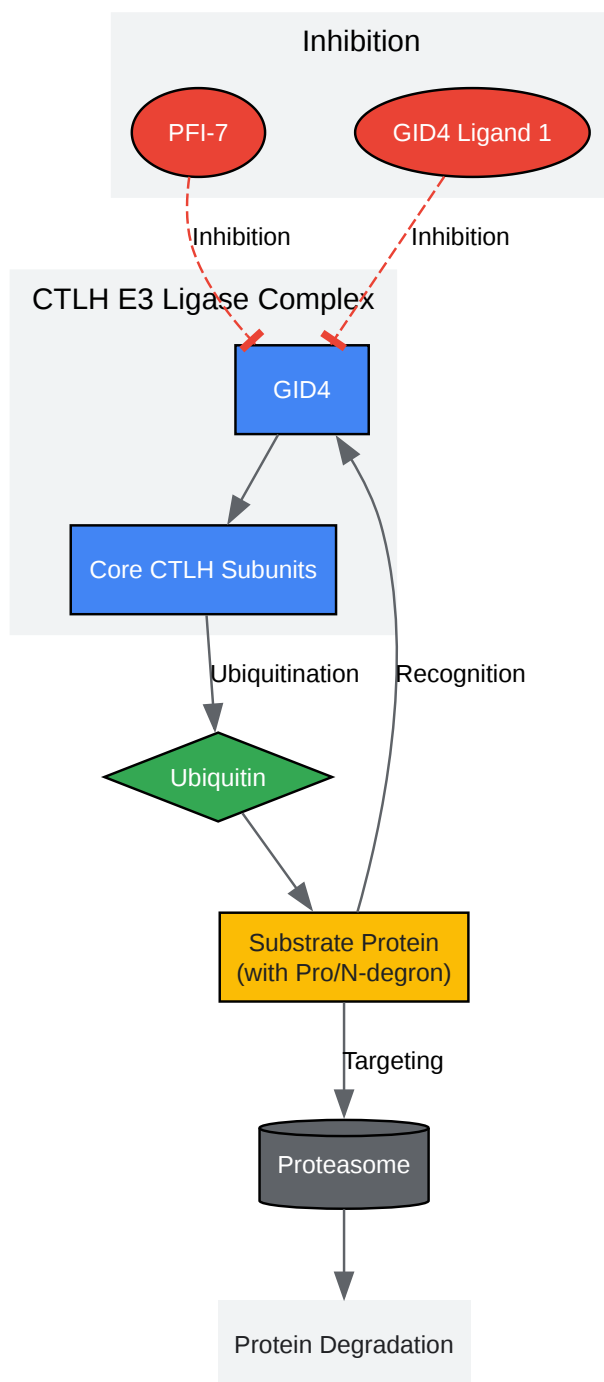 Inhibition
PFI-7
GID4 Ligand 1
Inhibition
Inhibition
CTLH E3 Ligase Complex
GID4
Core CTLH Subunits
Ubiquitination
Recognition
Ubiquitin
Substrate Protein
(with Pro/N-degron)
Targeting
Proteasome
Protein Degradation